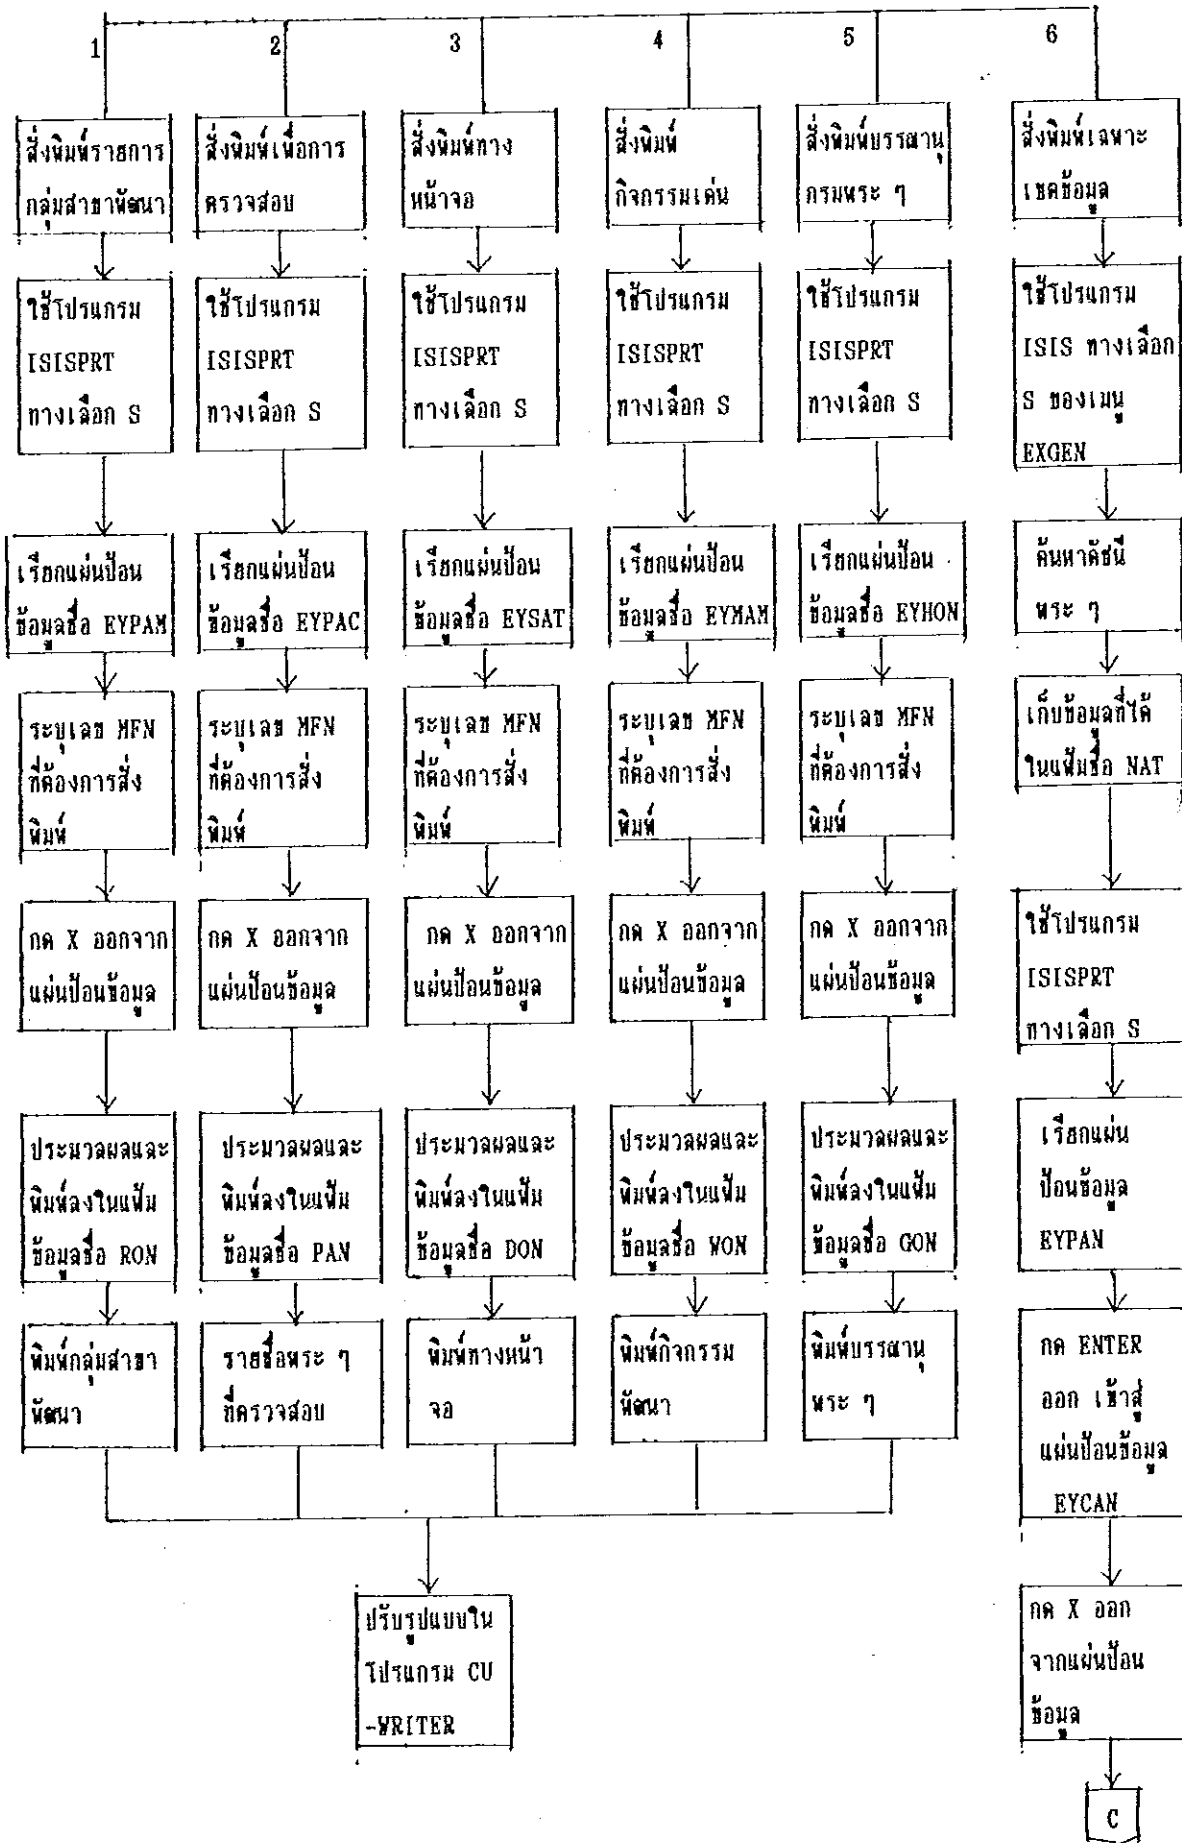 1
2
3
4
5
6
สั่งพิมพ์รายการ
กลุ่มสาขาพัฒนา
ใช้โปรแกรม
ISISPRT
ทางเลือก S
เรียกแผ่นป้อน
ข้อมูลชื่อ EYPAM
ระบุเลข MFN
ที่ต้องการสั่ง
พิมพ์
กด X ออกจาก
แผ่นป้อนข้อมูล
ประมวลผลและ
พิมพ์ลงในแฟ้ม
ข้อมูลชื่อ RON
พิมพ์กลุ่มสาขา
พัฒนา
สั่งพิมพ์เพื่อการ
ตรวจสอบ
ใช้โปรแกรม
ISISPRT
ทางเลือก S
เรียกแผ่นป้อน
ข้อมูลชื่อ EYPAC
ระบุเลข MFN
ที่ต้องการสั่ง
พิมพ์
กด X ออกจาก
แผ่นป้อนข้อมูล
ประมวลผลและ
พิมพ์ลงในแฟ้ม
ข้อมูลชื่อ PAN
รายชื่อพระ ๆ
ที่ตรวจสอบ
สั่งพิมพ์ทาง
หน้าจอ
ใช้โปรแกรม
ISISPRT
ทางเลือก S
เรียกแผ่นป้อน
ข้อมูลชื่อ EYSAT
ระบุเลข MFN
ที่ต้องการสั่ง
พิมพ์
กด X ออกจาก
แผ่นป้อนข้อมูล
ประมวลผลและ
พิมพ์ลงในแฟ้ม
ข้อมูลชื่อ DON
พิมพ์ทางหน้า
จอ
สั่งพิมพ์
กิจกรรมเด่น
ใช้โปรแกรม
ISISPRT
ทางเลือก S
เรียกแผ่นป้อน
ข้อมูลชื่อ EYMAM
ระบุเลข MFN
ที่ต้องการสั่ง
พิมพ์
กด X ออกจาก
แผ่นป้อนข้อมูล
ประมวลผลและ
พิมพ์ลงในแฟ้ม
ข้อมูลชื่อ WON
พิมพ์กิจกรรม
พัฒนา
สั่งพิมพ์บรรณานุ
กรมพระ ๆ
ใช้โปรแกรม
ISISPRT
ทางเลือก S
เรียกแผ่นป้อน
ข้อมูลชื่อ EYHON
ระบุเลข MFN
ที่ต้องการสั่ง
พิมพ์
กด X ออกจาก
แผ่นป้อนข้อมูล
ประมวลผลและ
พิมพ์ลงในแฟ้ม
ข้อมูลชื่อ GON
พิมพ์บรรณานุ
พระ ๆ
ปรับรูปแบบใน
โปรแกรม CU
-WRITER
สั่งพิมพ์เฉพาะ
เขตข้อมูล
ใช้โปรแกรม
ISIS ทางเลือก
S ของเมนู
EXGEN
ค้นหาดัชนี
พระ ๆ
เก็บข้อมูลที่ได้
ในแฟ้มชื่อ NAT
ใช้โปรแกรม
ISISPRT
ทางเลือก S
เรียกแผ่น
ป้อนข้อมูล
EYPAN
กด ENTER
ออก เข้าสู่
แผ่นป้อนข้อมูล
EYCAN
กด X ออก
จากแผ่นป้อน
ข้อมูล
C